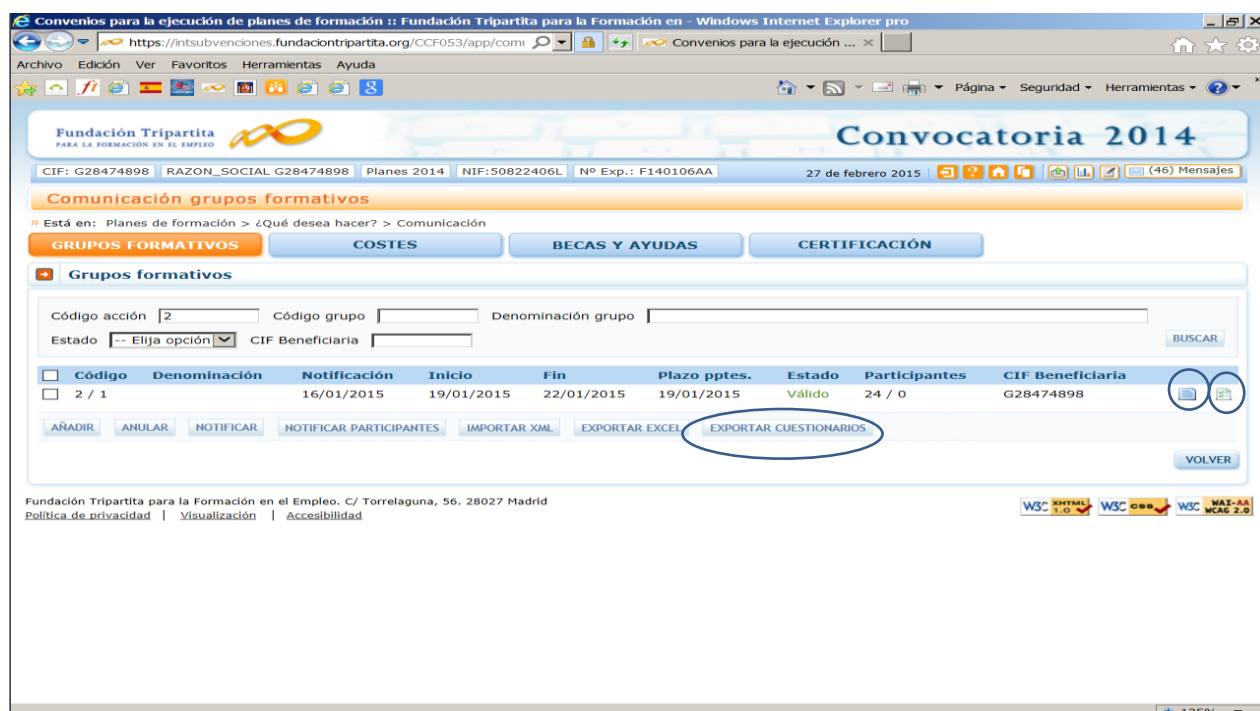 Convenios para la ejecución de planes de formación :: Fundación Tripartita para la Formación en - Windows Internet Explorer pro
https://intsubvenciones.fundaciontripartita.org/CCF053/app/com
Convenios para la ejecución ...
Archivo Edición Ver Favoritos Herramientas Ayuda
Página Seguridad Herramientas
Fundación Tripartita
PARA LA FORMACIÓN EN EL EMPLEO
Convocatoria 2014
CIF: G28474898 RAZON_SOCIAL G28474898 Planes 2014 NIF:50822406L Nº Exp.: F140106AA 27 de febrero 2015 (46) Mensajes
Comunicación grupos formativos
» Está en: Planes de formación > ¿Qué desea hacer? > Comunicación
GRUPOS FORMATIVOS COSTES BECAS Y AYUDAS CERTIFICACIÓN
Grupos formativos
Código acción 2 Código grupo Denominación grupo
Estado -- Elija opción CIF Beneficiaria BUSCAR
Código Denominación Notificación Inicio Fin Plazo pptes. Estado Participantes CIF Beneficiaria
2 / 1 16/01/2015 19/01/2015 22/01/2015 19/01/2015 Válido 24 / 0 G28474898
AÑADIR ANULAR NOTIFICAR NOTIFICAR PARTICIPANTES IMPORTAR XML EXPORTAR EXCEL EXPORTAR CUESTIONARIOS
VOLVER
Fundación Tripartita para la Formación en el Empleo. C/ Torrelaguna, 56. 28027 Madrid
Política de privacidad | Visualización | Accesibilidad
W3C XHTML 1.0 W3C CSS W3C WAI-AA WCAG 2.0